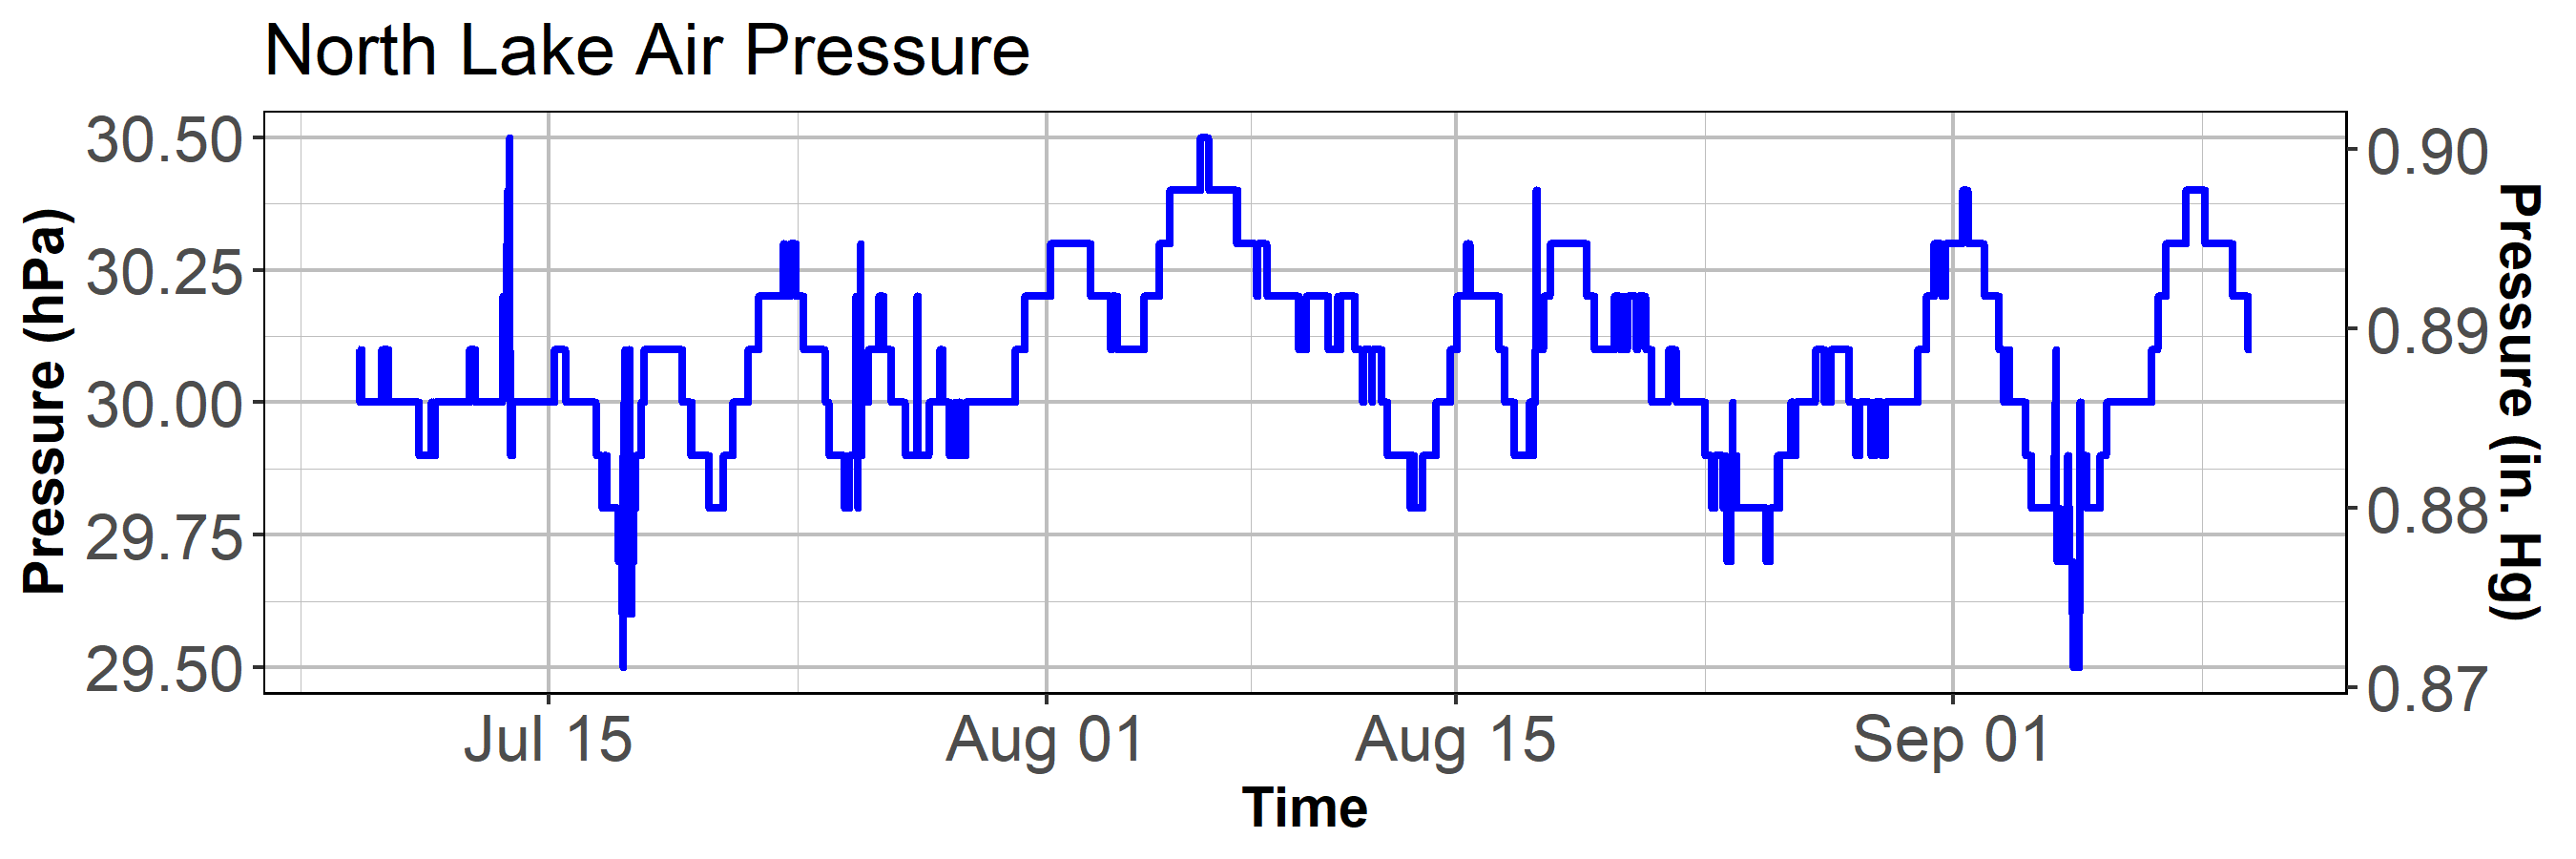 North Lake Air Pressure
30.50
30.25
30.00
29.75
29.50
Pressure (hPa)
0.90
0.89
0.88
0.87
Pressure (in. Hg)
Jul 15 Aug 01 Aug 15 Sep 01
Time